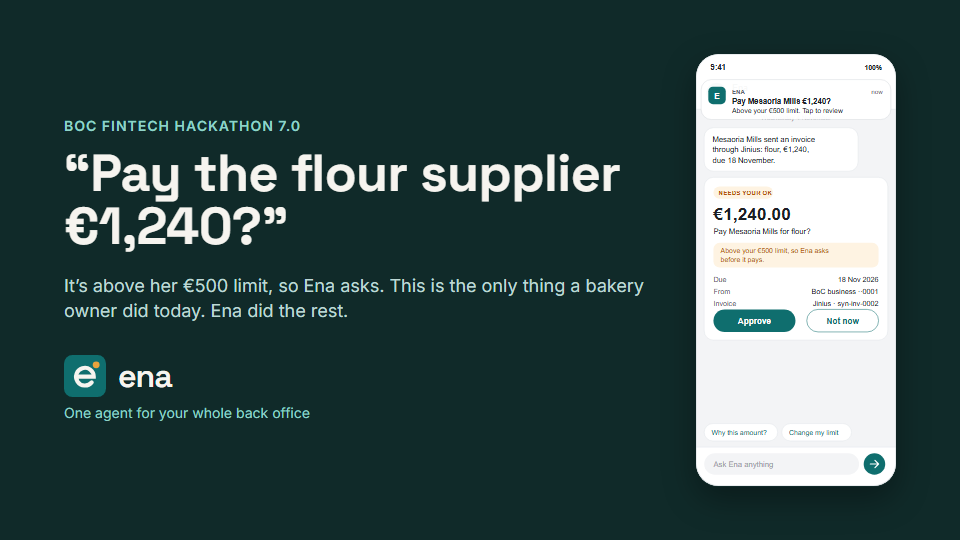 BOC FINTECH HACKATHON 7.0
“Pay the flour supplier
€1,240?”
It’s above her €500 limit, so Ena asks. This is the only thing a bakery
owner did today. Ena did the rest.
e ena
One agent for your whole back office
9:41 100%
E ENA now
Pay Mesaoria Mills €1,240?
Above your €500 limit. Tap to review
Mesaoria Mills sent an invoice
through Jinius: flour, €1,240,
due 18 November.
NEEDS YOUR OK
€1,240.00
Pay Mesaoria Mills for flour?
Above your €500 limit, so Ena asks
before it pays.
Due 18 Nov 2026
From BoC business ··0001
Invoice Jinius · syn-inv-0002
Approve Not now
Why this amount? Change my limit
Ask Ena anything